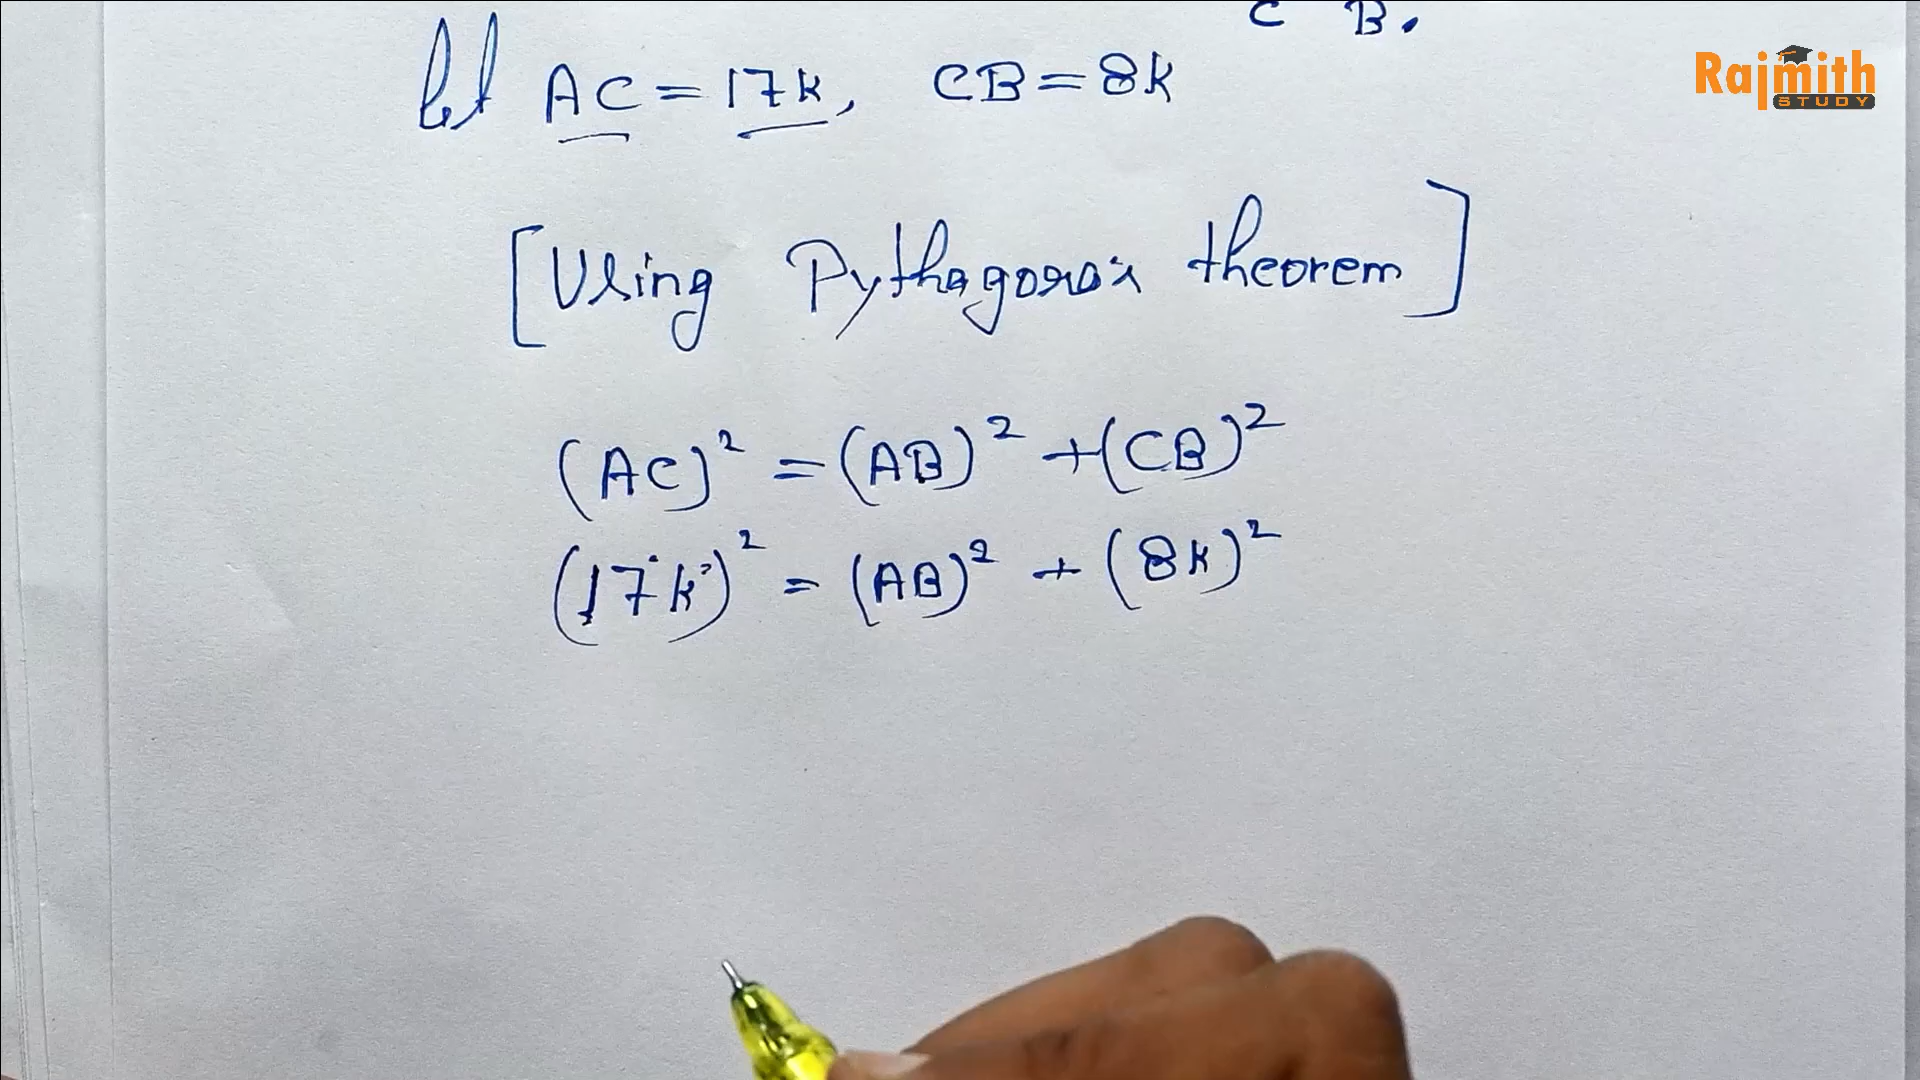 C B.
Rajmith
STUDY
let AC = 17k, CB = 8k
[Using Pythagoras theorem]
(AC)² = (AB)² + (CB)²
(17k)² = (AB)² + (8k)²